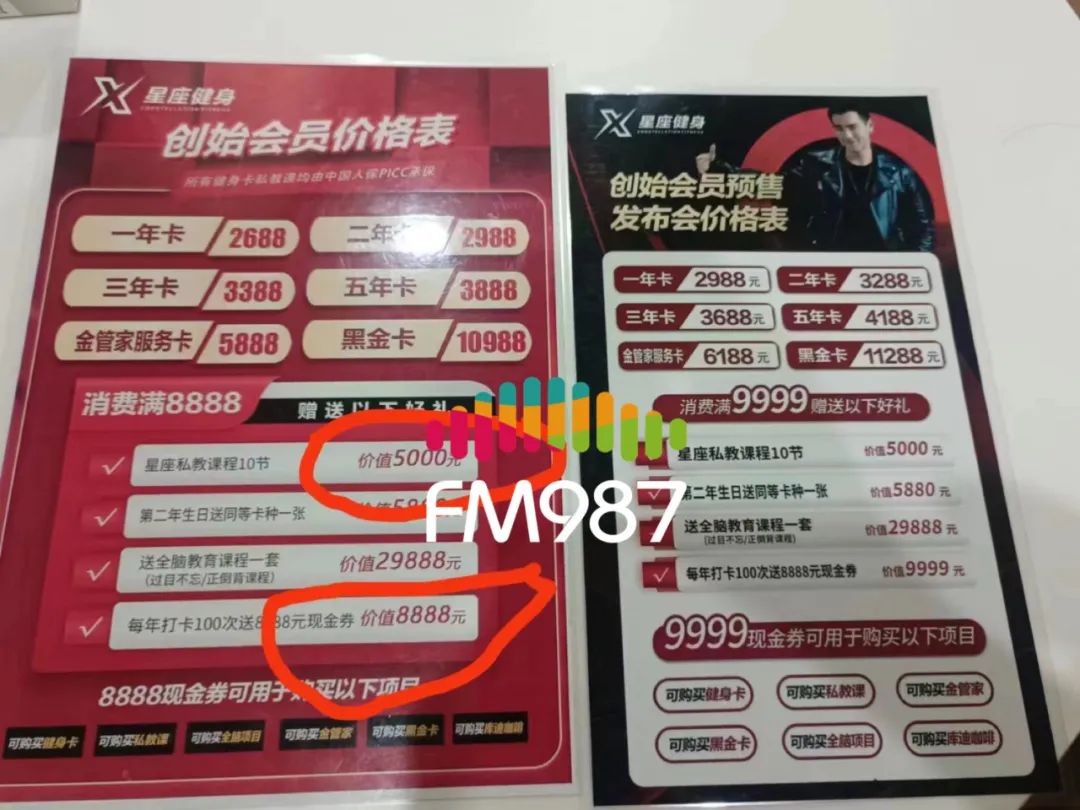 X 星座健身
CONSTELLATION FITNESS
创始会员价格表
所有健身卡私教课均由中国人保PICC承保
一年卡 2688
二年卡 2988
三年卡 3388
五年卡 3888
金管家服务卡 5888
黑金卡 10988
消费满8888 赠送以下好礼
星座私教课程10节 价值5000元
第二年生日送同等卡种一张
送全脑教育课程一套 价值29888元
(过目不忘/正倒背课程)
每年打卡100次送8888元现金券 价值8888元
8888现金券可用于购买以下项目
可购买健身卡
可购买私教课
可购买全脑项目
可购买金管家
可购买黑金卡
可购买库迪咖啡
X 星座健身
CONSTELLATION FITNESS
创始会员预售
发布会价格表
一年卡 2988元
二年卡 3288元
三年卡 3688元
五年卡 4188元
金管家服务卡 6188元
黑金卡 11288元
消费满9999赠送以下好礼
星座私教课程10节 价值5000元
第二年生日送同等卡种一张 价值5880元
送全脑教育课程一套 价值29888元
(过目不忘/正倒背课程)
每年打卡100次送8888元现金券 价值9999元
9999现金券可用于购买以下项目
可购买健身卡
可购买私教课
可购买金管家
可购买黑金卡
可购买全脑项目
可购买库迪咖啡
FM987